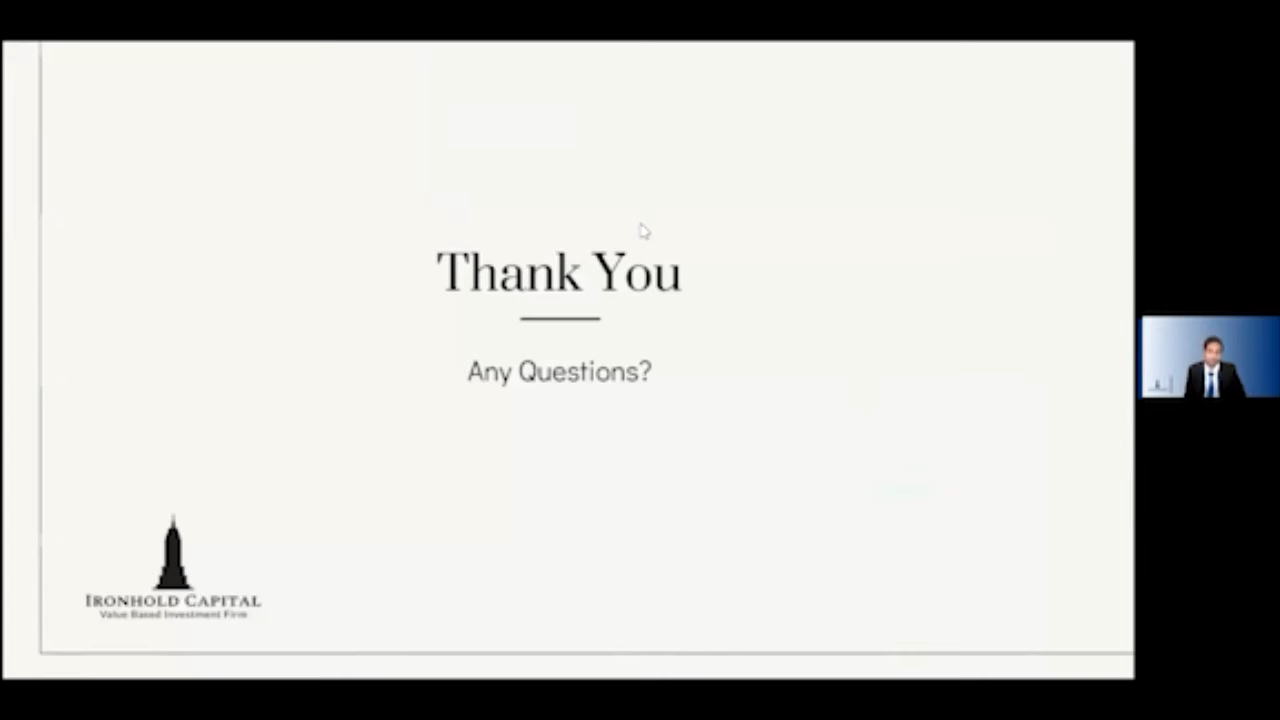 Thank You
Any Questions?
IRONHOLD CAPITAL
Value Based Investment Firm